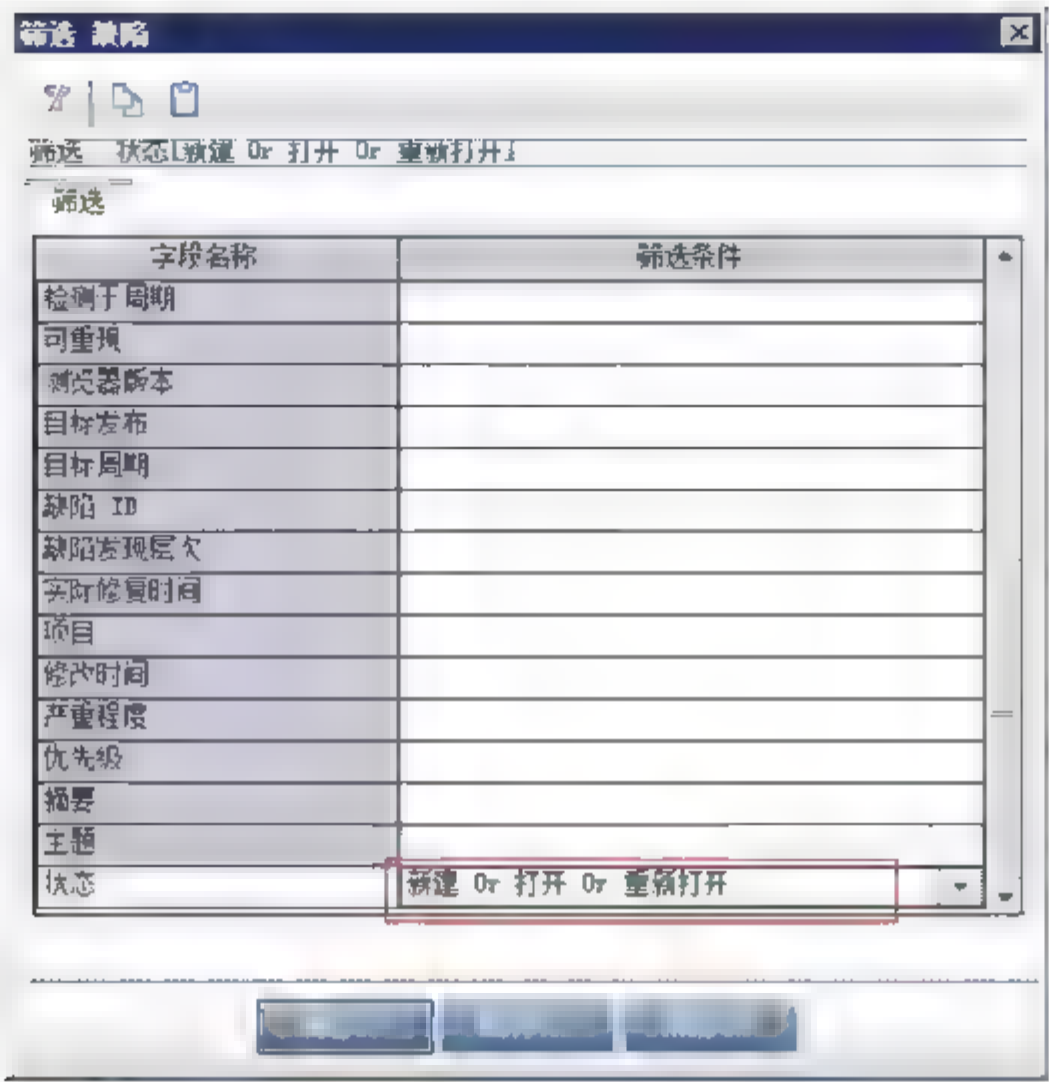 筛选 缺陷
筛选 状态[新建 Or 打开 Or 重新打开]
筛选
字段名称 筛选条件
检测于周期
可重现
浏览器版本
目标发布
目标周期
缺陷 ID
缺陷发现层次
实际修复时间
项目
修改时间
严重程度
优先级
摘要
主题
状态 新建 Or 打开 Or 重新打开